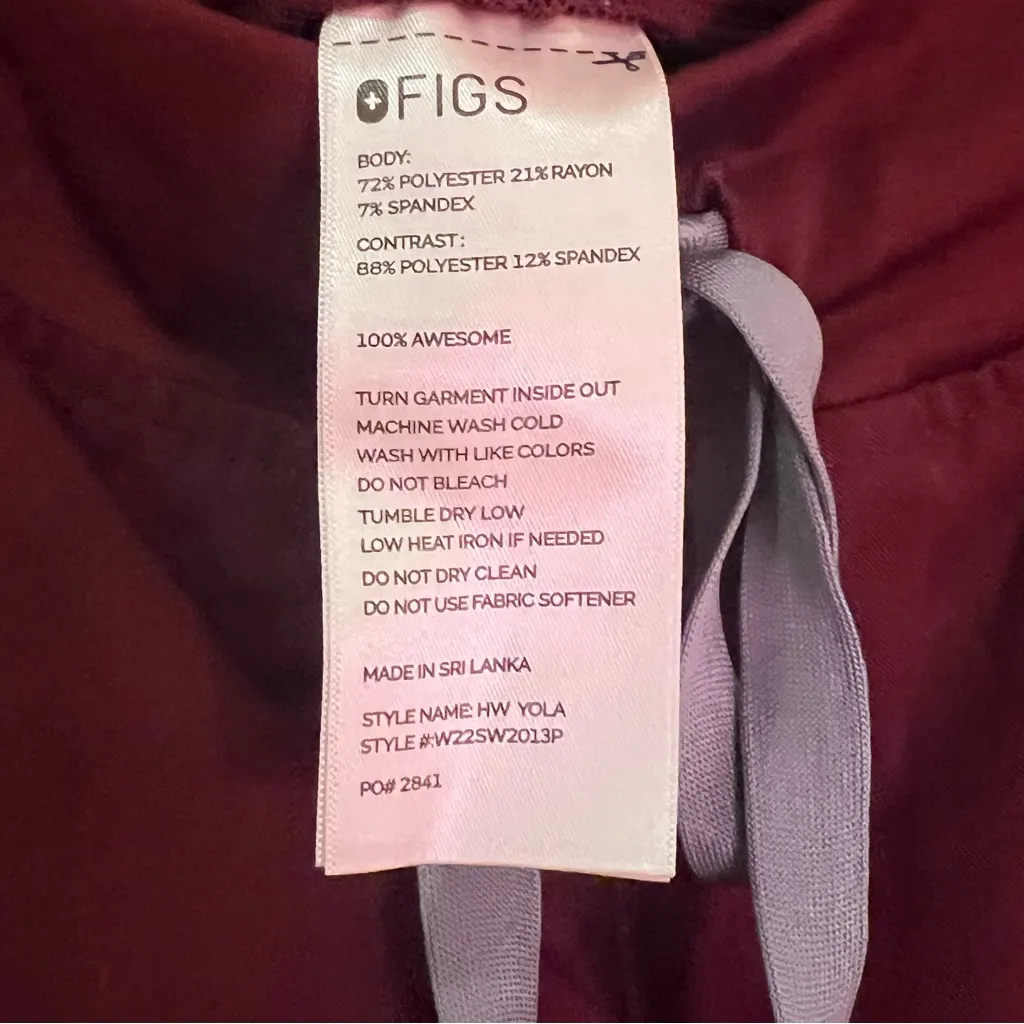 FIGS
BODY:
72% POLYESTER 21% RAYON
7% SPANDEX
CONTRAST:
88% POLYESTER 12% SPANDEX
100% AWESOME
TURN GARMENT INSIDE OUT
MACHINE WASH COLD
WASH WITH LIKE COLORS
DO NOT BLEACH
TUMBLE DRY LOW
LOW HEAT IRON IF NEEDED
DO NOT DRY CLEAN
DO NOT USE FABRIC SOFTENER
MADE IN SRI LANKA
STYLE NAME: HW YOLA
STYLE #:W22SW2013P
PO# 2841